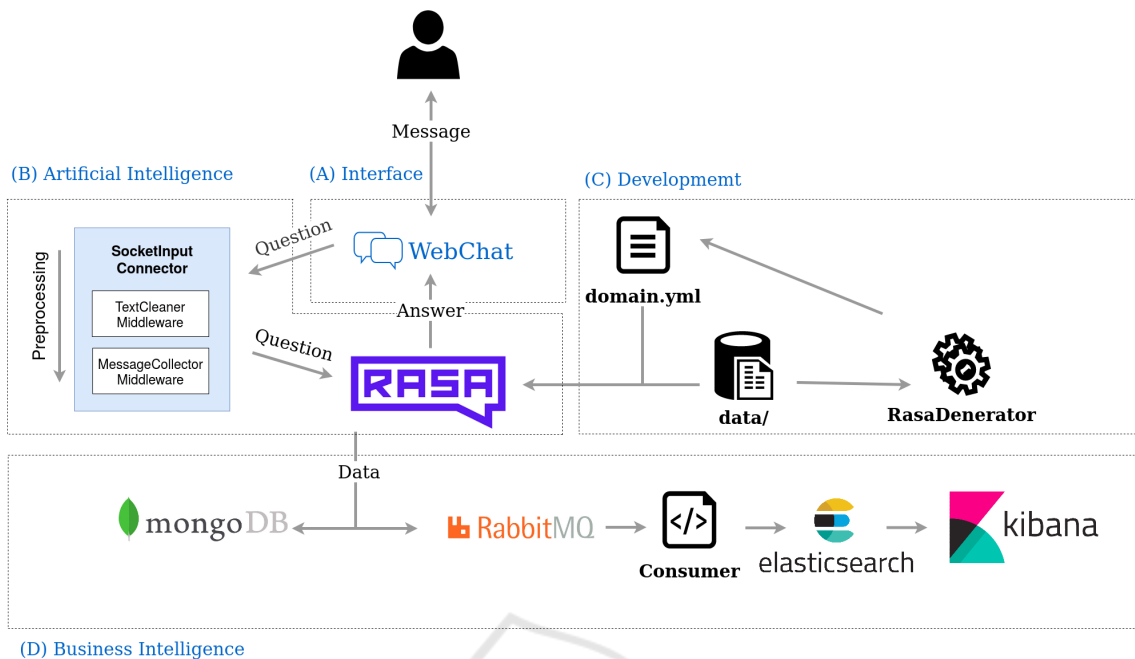 Message
(B) Artificial Intelligence
(A) Interface
(C) Developmemt
Question
WebChat
SocketInput
Connector
TextCleaner
Middleware
MessageCollector
Middleware
Preprocessing
Question
Answer
RASA
domain.yml
data/
RasaDenerator
Data
mongoDB
RabbitMQ
Consumer
elasticsearch
kibana
(D) Business Intelligence